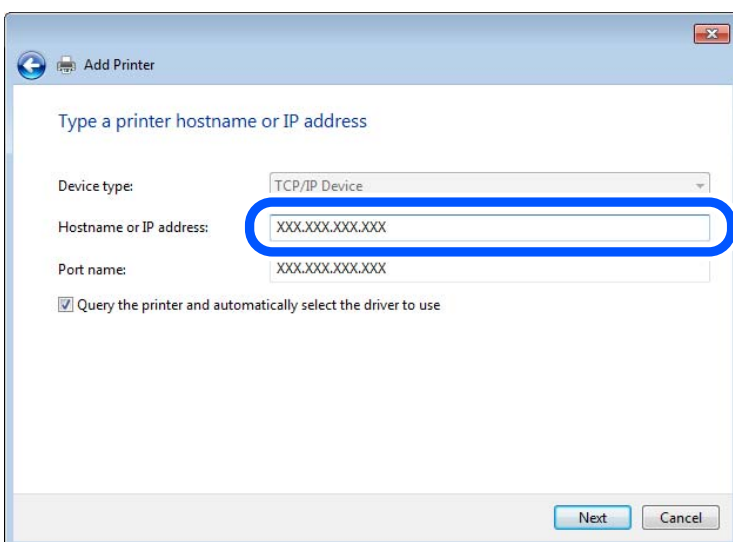 Add Printer
Type a printer hostname or IP address
Device type: TCP/IP Device
Hostname or IP address: XXX.XXX.XXX.XXX
Port name: XXX.XXX.XXX.XXX
Query the printer and automatically select the driver to use
Next Cancel